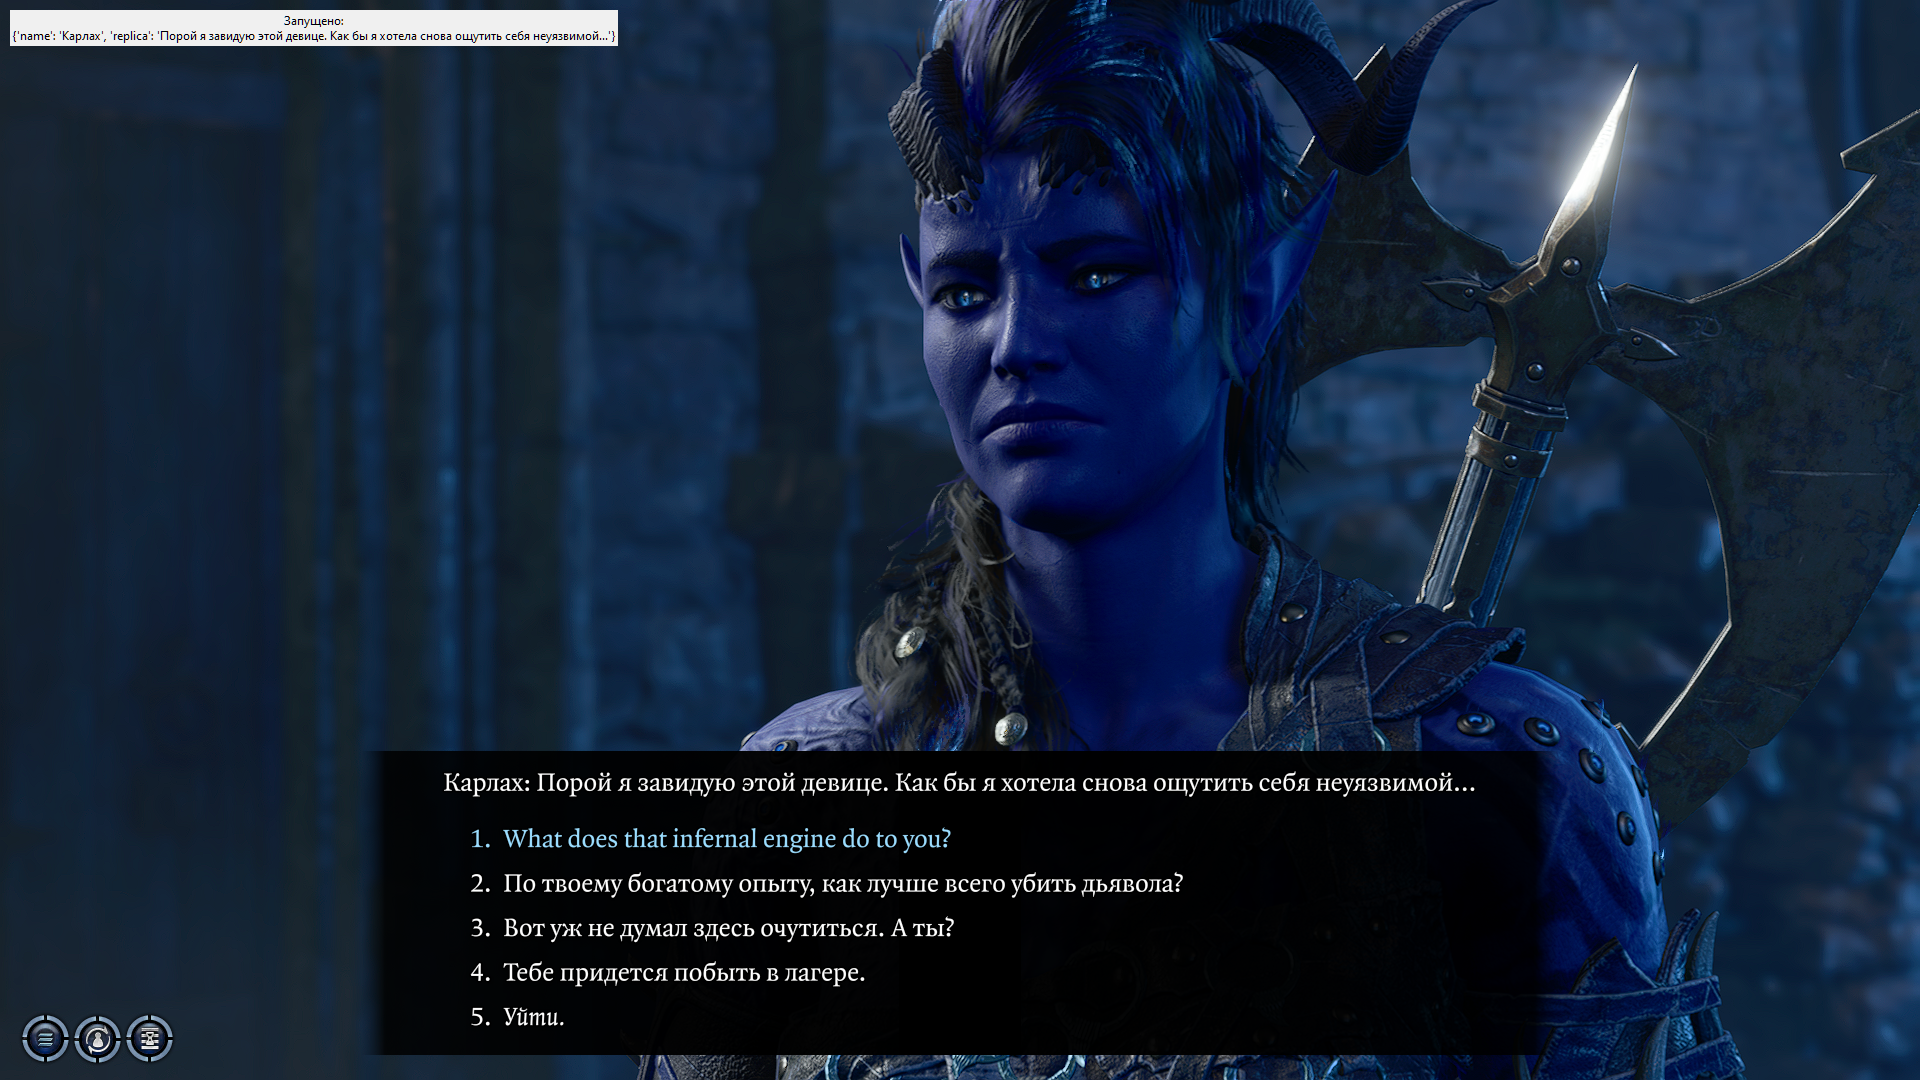 Запущено:
{'name': 'Карлах', 'replica': 'Порой я завидую этой девице. Как бы я хотела снова ощутить себя неуязвимой...'}
Карлах: Порой я завидую этой девице. Как бы я хотела снова ощутить себя неуязвимой...
1. What does that infernal engine do to you?
2. По твоему богатому опыту, как лучше всего убить дьявола?
3. Вот уж не думал здесь очутиться. А ты?
4. Тебе придется побыть в лагере.
5. Уйти.